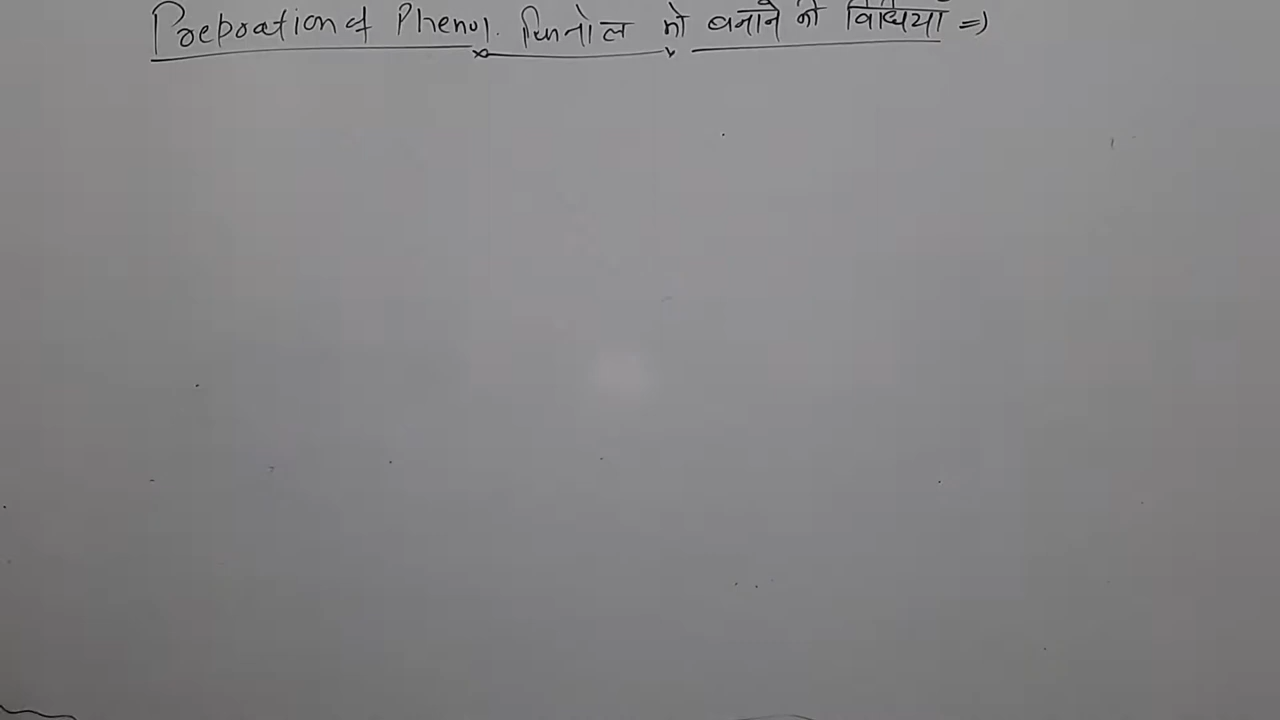 Preparation of Phenol. फिनोल को बनाने की विधियाँ =)